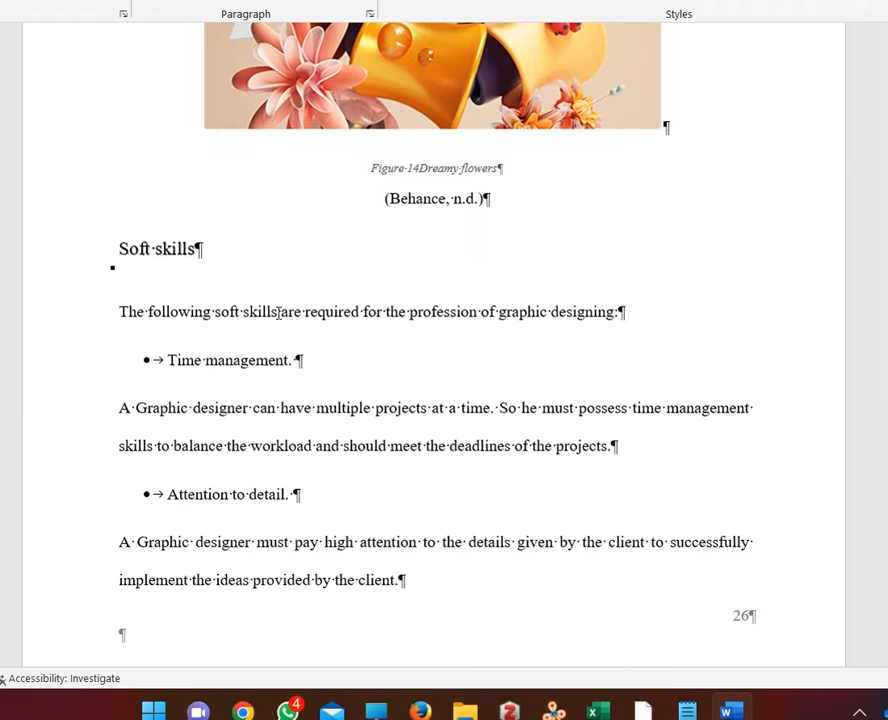 Paragraph
Styles
¶
Figure·14Dreamy·flowers¶
(Behance,·n.d.)¶
Soft·skills¶
The·following·soft·skills·are·required·for·the·profession·of·graphic·designing:¶
•→Time·management.·¶
A·Graphic·designer·can·have·multiple·projects·at·a·time.·So·he·must·possess·time·management·
skills·to·balance·the·workload·and·should·meet·the·deadlines·of·the·projects.¶
•→Attention·to·detail.·¶
A·Graphic·designer·must·pay·high·attention·to·the·details·given·by·the·client·to·successfully·
implement·the·ideas·provided·by·the·client.¶
26¶
¶
Accessibility: Investigate
4